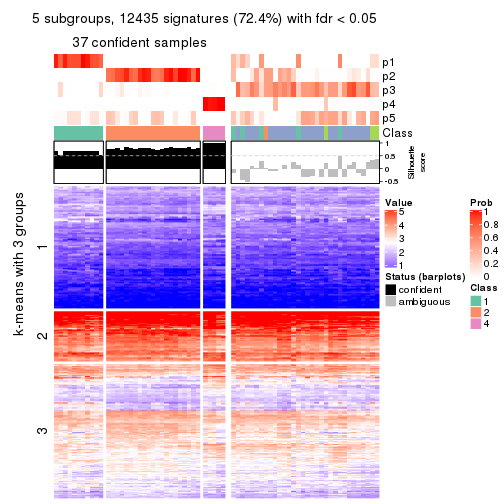 5 subgroups, 12435 signatures (72.4%) with fdr < 0.05
37 confident samples
p1
p2
p3
p4
p5
Class
1
0.5
0
-0.5
Silhouette
score
k-means with 3 groups
1
2
3
Value
5
4
3
2
1
Status (barplots)
confident
ambiguous
Prob
1
0.8
0.6
0.4
0.2
0
Class
1
2
4